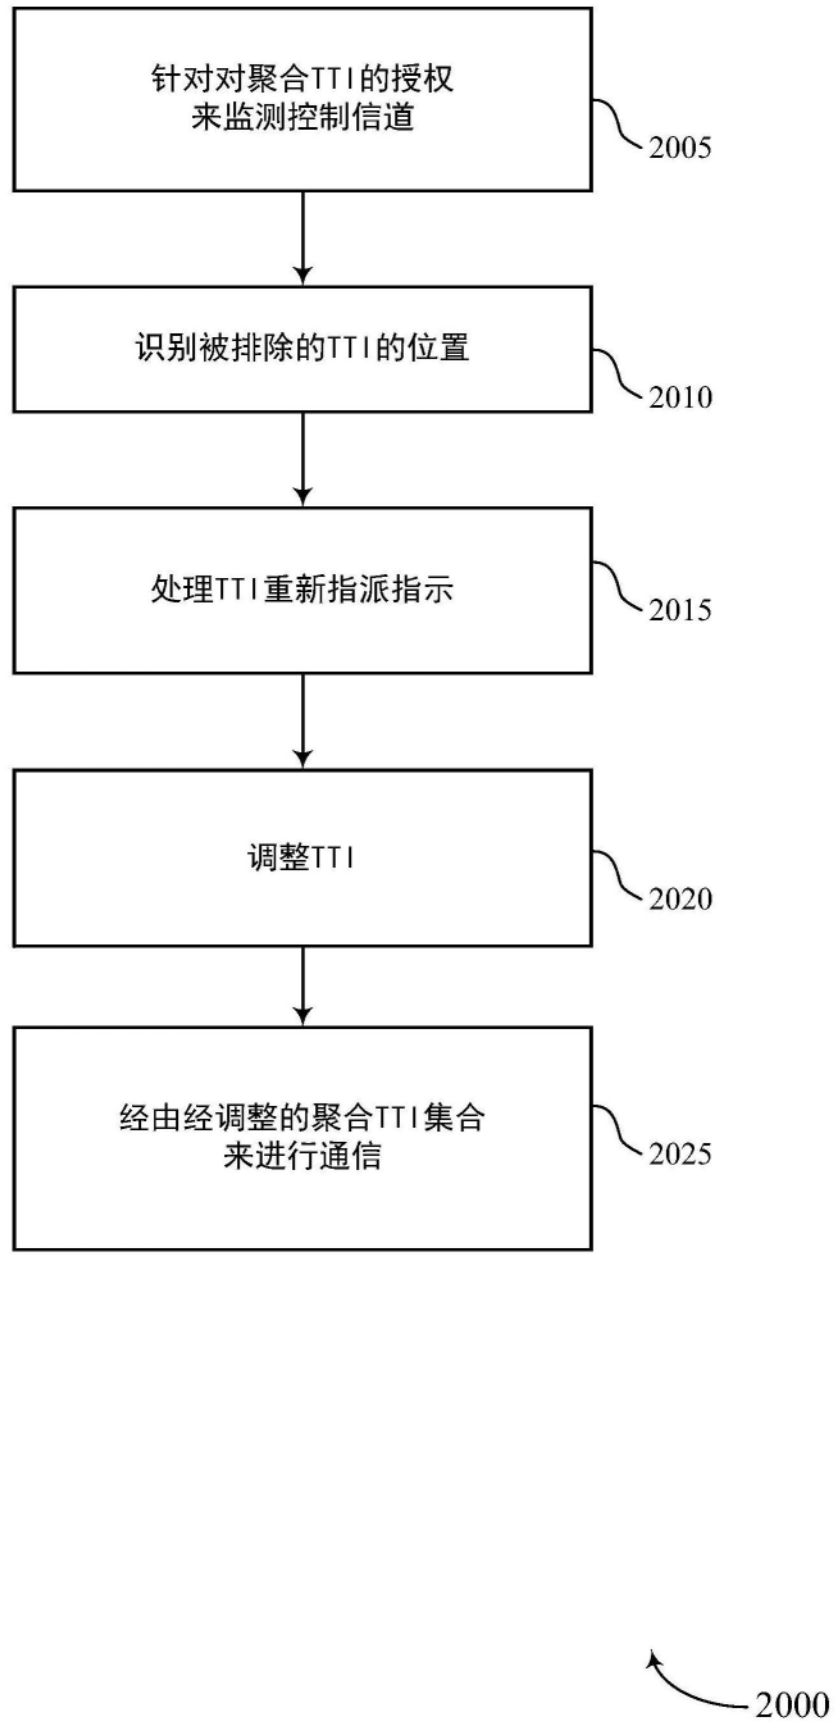 针对对聚合TTI的授权
来监测控制信道
2005
识别被排除的TTI的位置
2010
处理TTI重新指派指示
2015
调整TTI
2020
经由经调整的聚合TTI集合
来进行通信
2025
2000